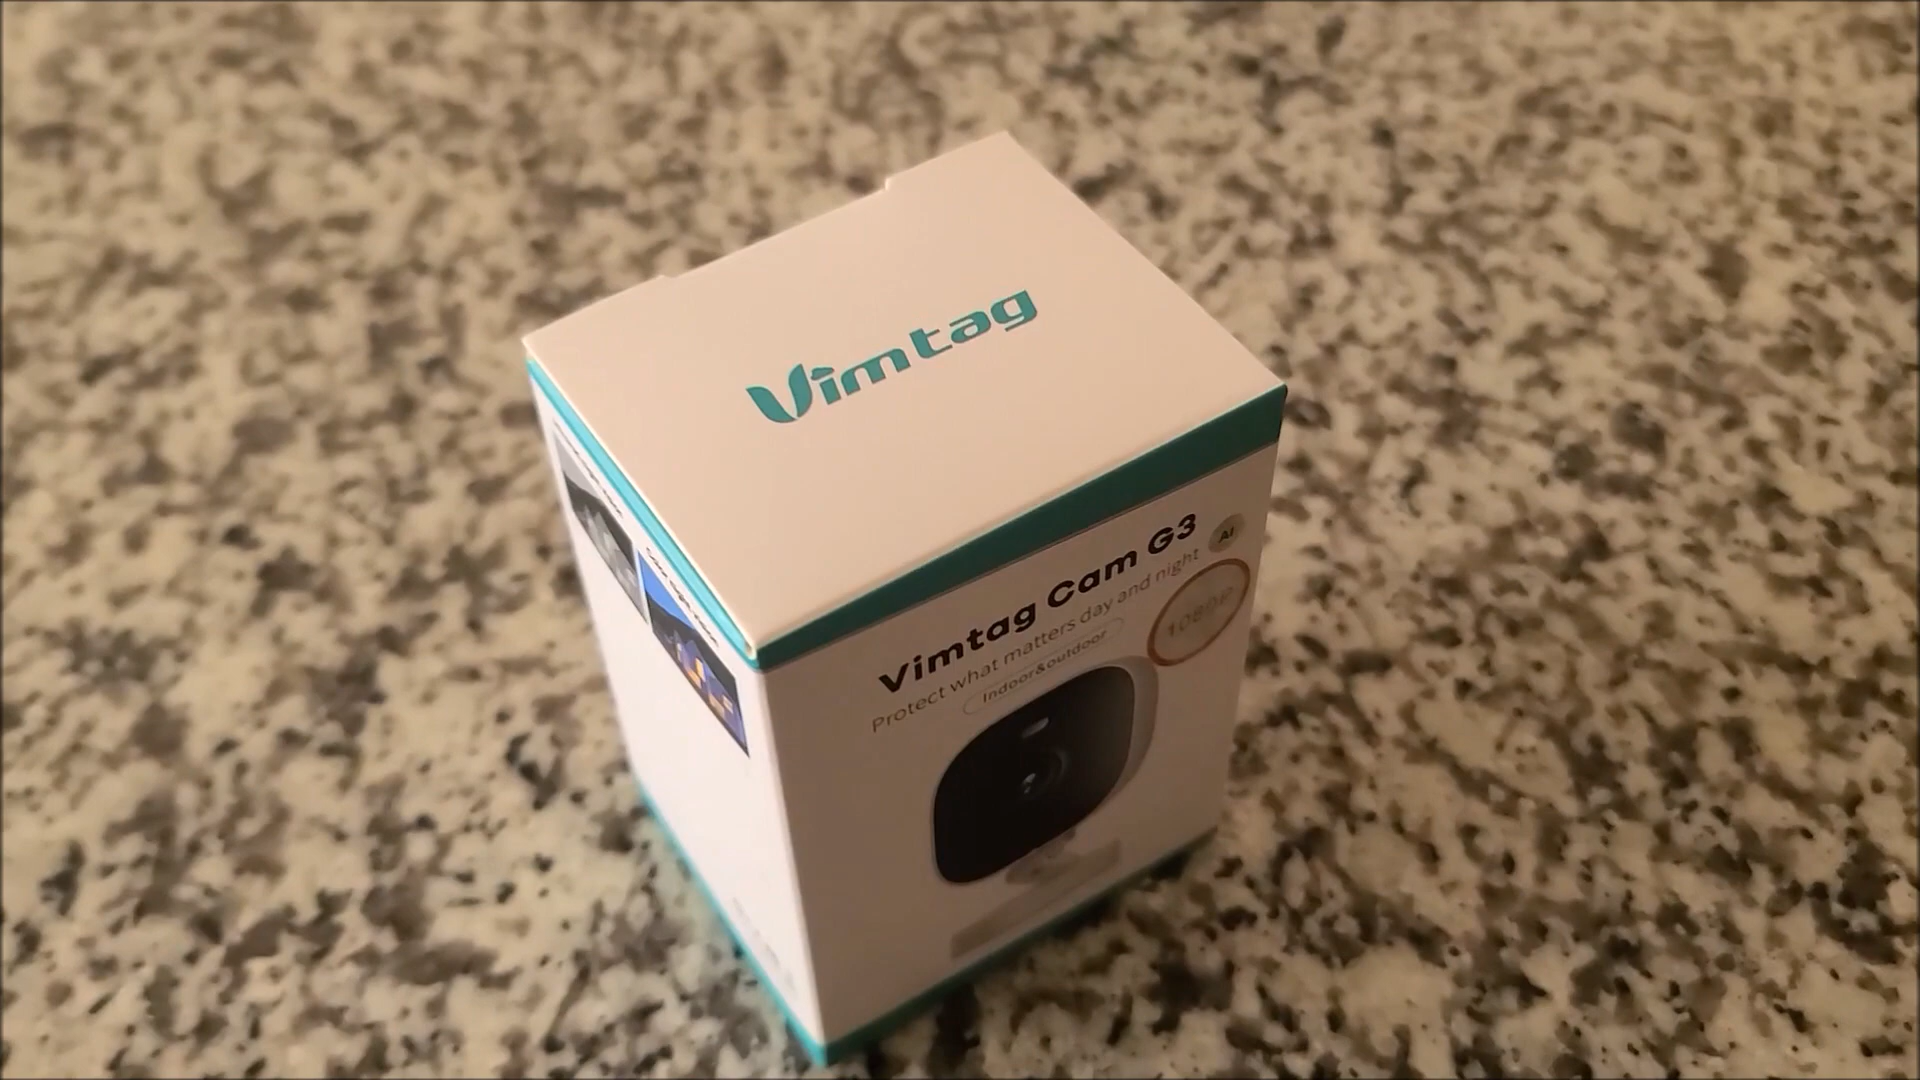 Vimtag
Vimtag Cam G3
AI
Protect what matters day and night
Indoor&outdoor
1080P